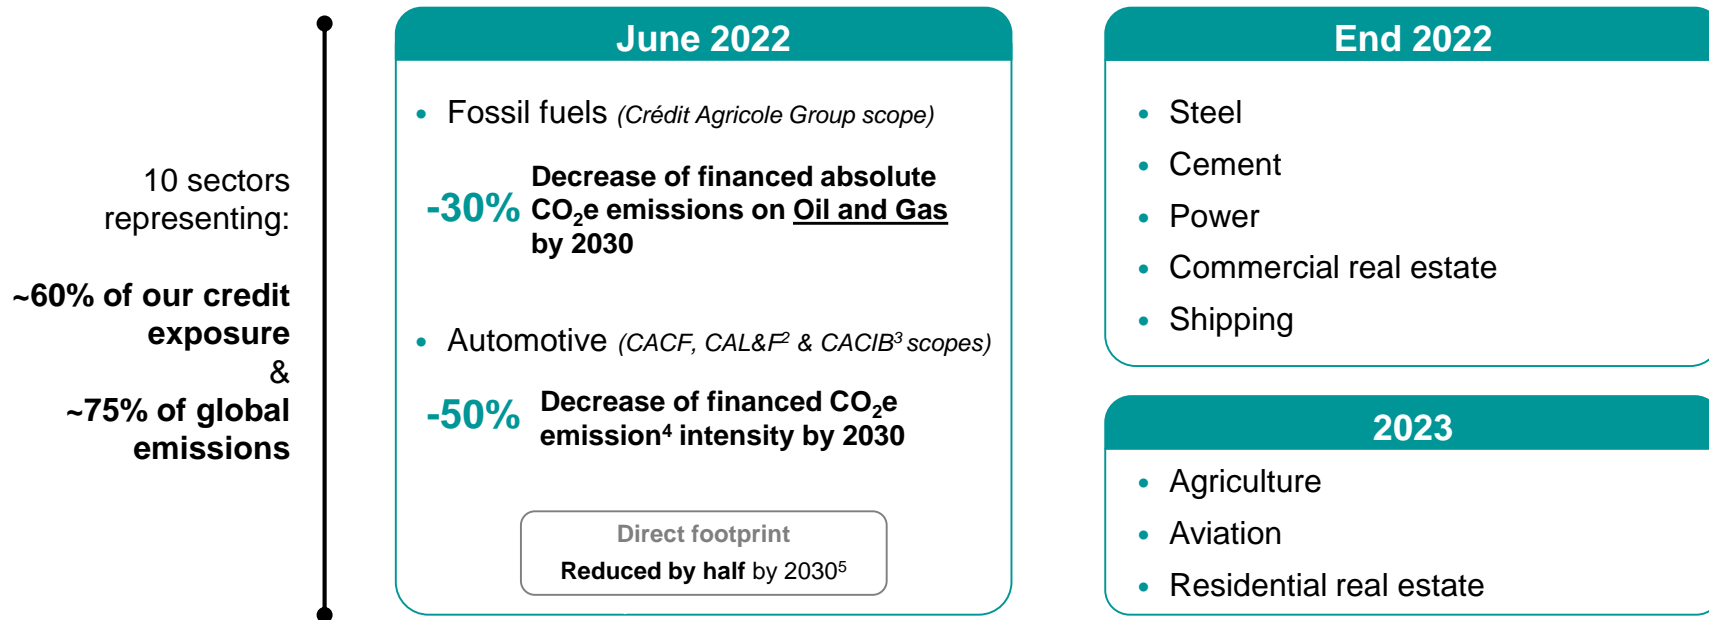 10 sectors
representing:
~60% of our credit
exposure
&
~75% of global
emissions
June 2022
• Fossil fuels (Crédit Agricole Group scope)
-30%
Decrease of financed absolute
CO₂e emissions on Oil and Gas
by 2030
• Automotive (CACF, CAL&F² & CACIB³ scopes)
-50%
Decrease of financed CO₂e
emission⁴ intensity by 2030
Direct footprint
Reduced by half by 2030⁵
End 2022
• Steel
• Cement
• Power
• Commercial real estate
• Shipping
2023
• Agriculture
• Aviation
• Residential real estate